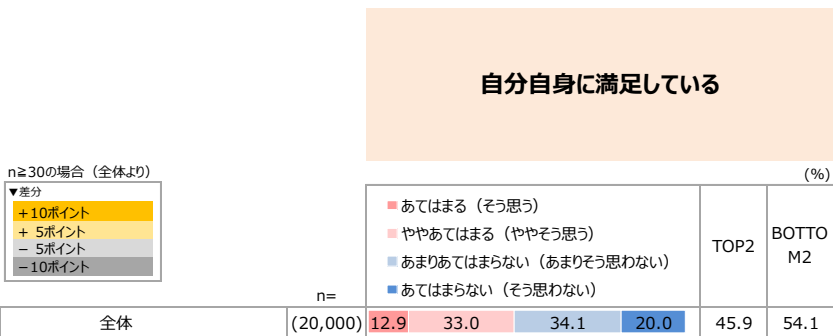 自分自身に満足している
n≧30の場合（全体より）
(%)
▼差分
+10ポイント
+ 5ポイント
− 5ポイント
−10ポイント
あてはまる（そう思う）
ややあてはまる（ややそう思う）
あまりあてはまらない（あまりそう思わない）
あてはまらない（そう思わない）
TOP2
BOTTO
M2
n=
全体 (20,000) 12.9 33.0 34.1 20.0 45.9 54.1